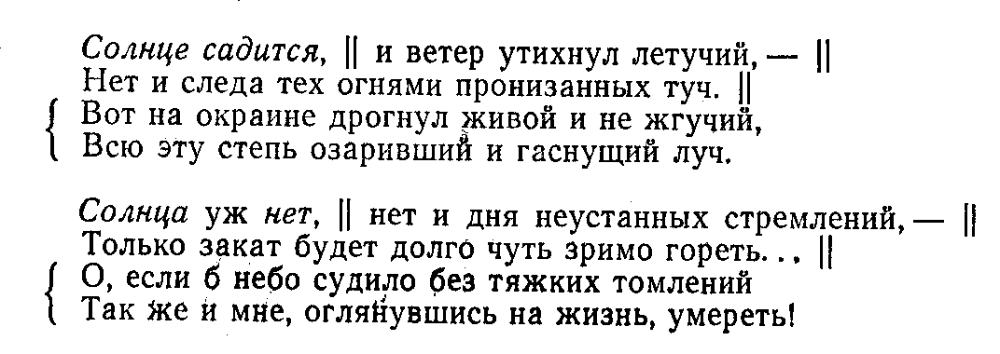 Солнце садится, || и ветер утихнул летучий, — ||
Нет и следа тех огнями пронизанных туч. ||
Вот на окраине дрогнул живой и не жгучий,
Всю эту степь озаривший и гаснущий луч.
Солнца уж нет, || нет и дня неустанных стремлений, — ||
Только закат будет долго чуть зримо гореть... ||
О, если б небо судило без тяжких томлений
Так же и мне, оглянувшись на жизнь, умереть!